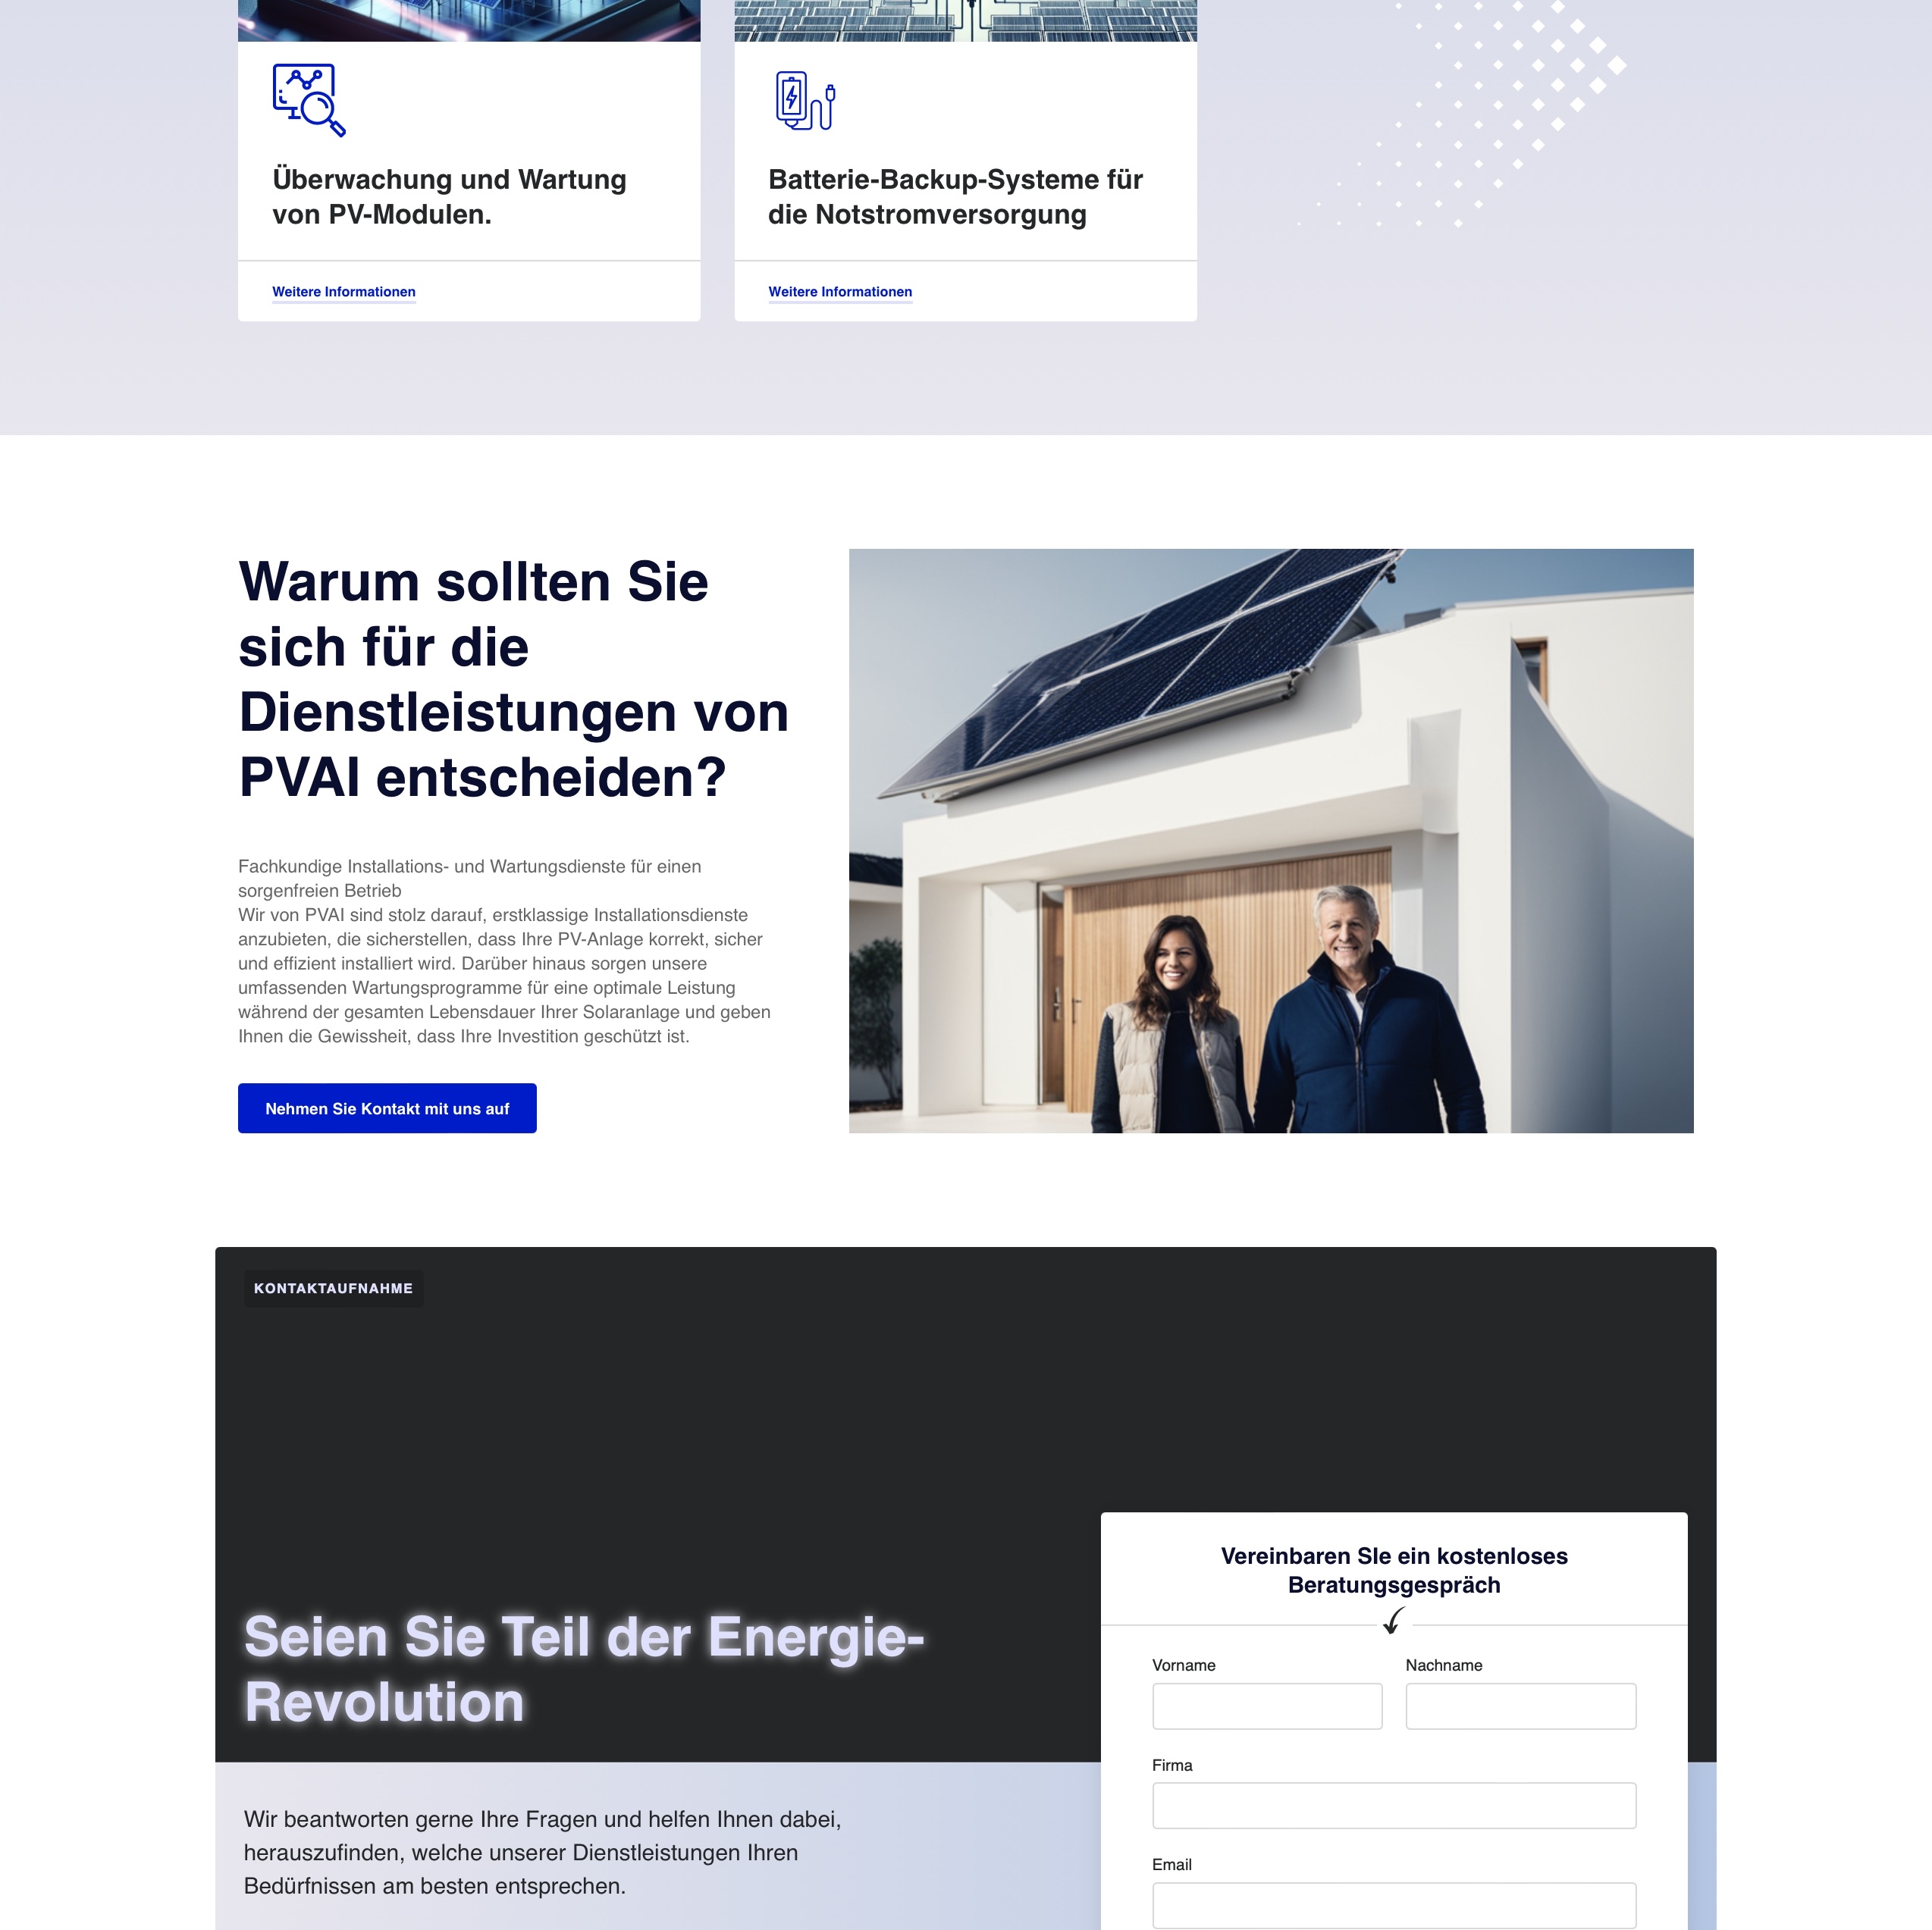 Überwachung und Wartung
von PV-Modulen.
Weitere Informationen
Batterie-Backup-Systeme für
die Notstromversorgung
Weitere Informationen
Warum sollten Sie
sich für die
Dienstleistungen von
PVAI entscheiden?
Fachkundige Installations- und Wartungsdienste für einen
sorgenfreien Betrieb
Wir von PVAI sind stolz darauf, erstklassige Installationsdienste
anzubieten, die sicherstellen, dass Ihre PV-Anlage korrekt, sicher
und effizient installiert wird. Darüber hinaus sorgen unsere
umfassenden Wartungsprogramme für eine optimale Leistung
während der gesamten Lebensdauer Ihrer Solaranlage und geben
Ihnen die Gewissheit, dass Ihre Investition geschützt ist.
Nehmen Sie Kontakt mit uns auf
KONTAKTAUFNAHME
Seien Sie Teil der Energie-
Revolution
Wir beantworten gerne Ihre Fragen und helfen Ihnen dabei,
herauszufinden, welche unserer Dienstleistungen Ihren
Bedürfnissen am besten entsprechen.
Vereinbaren SIe ein kostenloses
Beratungsgespräch
Vorname
Nachname
Firma
Email